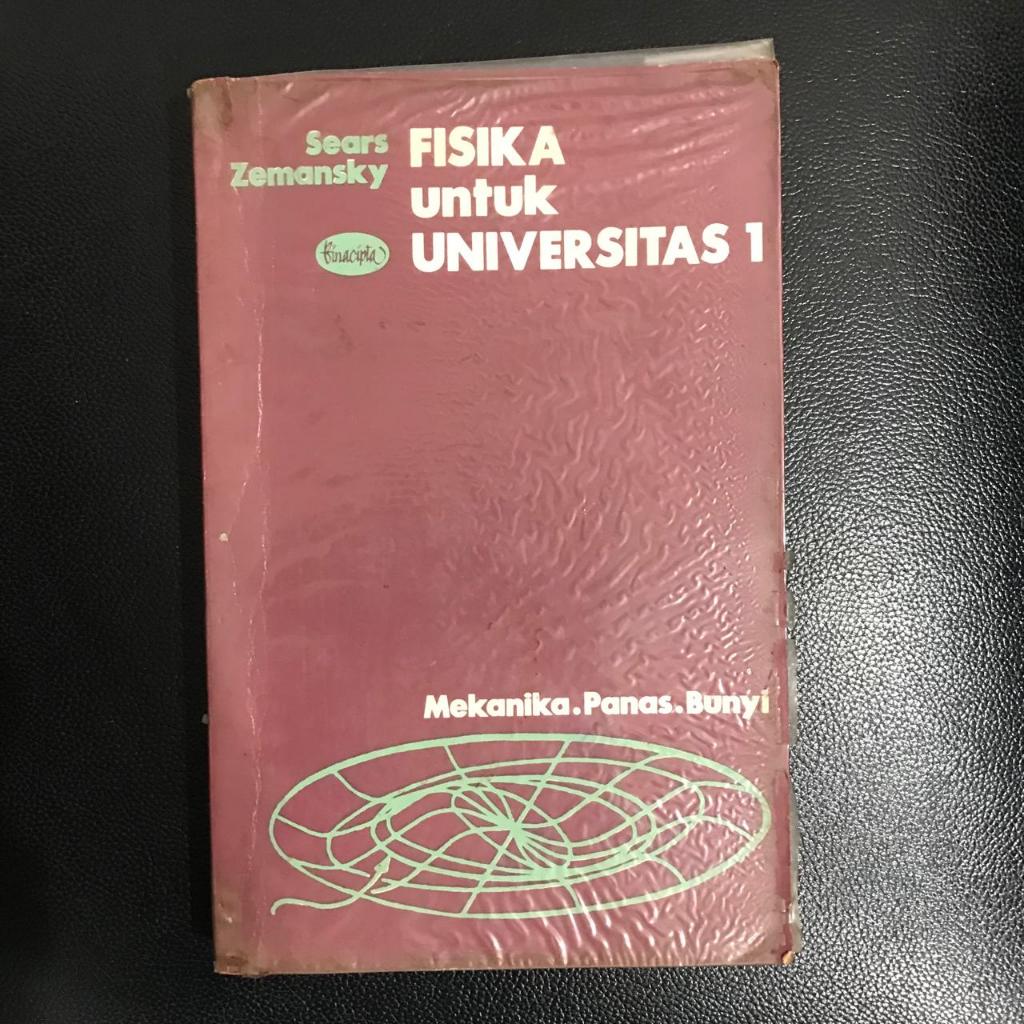 Sears
Zemansky
Binacipta
FISIKA
untuk
UNIVERSITAS 1
Mekanika.Panas.Bunyi